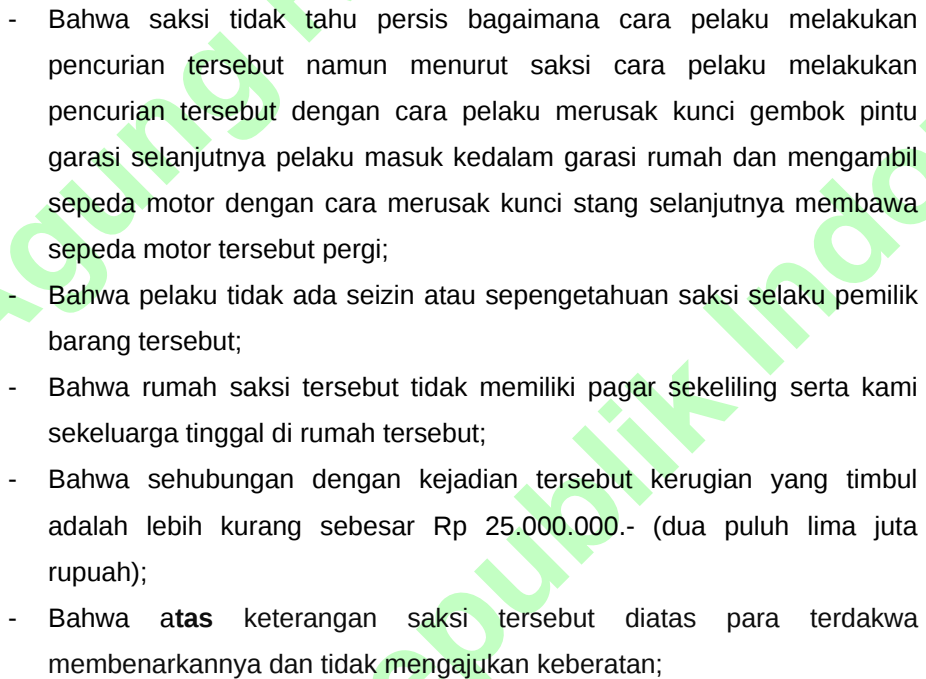 - Bahwa saksi tidak tahu persis bagaimana cara pelaku melakukan
pencurian tersebut namun menurut saksi cara pelaku melakukan
pencurian tersebut dengan cara pelaku merusak kunci gembok pintu
garasi selanjutnya pelaku masuk kedalam garasi rumah dan mengambil
sepeda motor dengan cara merusak kunci stang selanjutnya membawa
sepeda motor tersebut pergi;
- Bahwa pelaku tidak ada seizin atau sepengetahuan saksi selaku pemilik
barang tersebut;
- Bahwa rumah saksi tersebut tidak memiliki pagar sekeliling serta kami
sekeluarga tinggal di rumah tersebut;
- Bahwa sehubungan dengan kejadian tersebut kerugian yang timbul
adalah lebih kurang sebesar Rp 25.000.000.- (dua puluh lima juta
rupuah);
- Bahwa atas keterangan saksi tersebut diatas para terdakwa
membenarkannya dan tidak mengajukan keberatan;